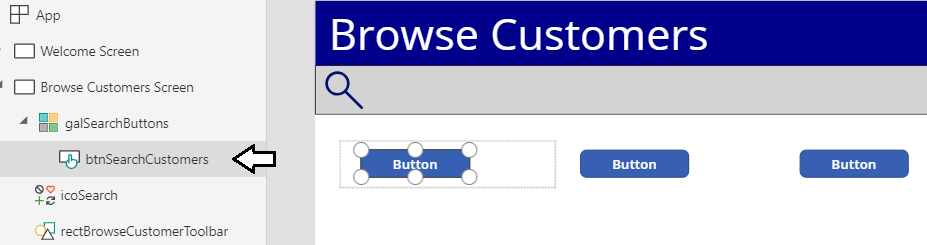 App
Welcome Screen
Browse Customers Screen
galSearchButtons
btnSearchCustomers
icoSearch
rectBrowseCustomerToolbar
Browse Customers
Button
Button
Button